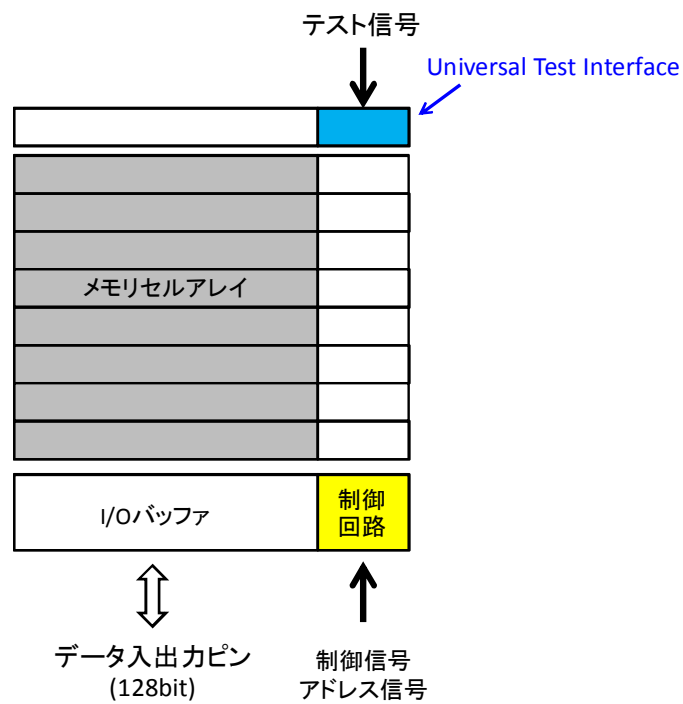 テスト信号
Universal Test Interface
メモリセルアレイ
I/Oバッファ
制御
回路
データ入出力ピン
(128bit)
制御信号
アドレス信号